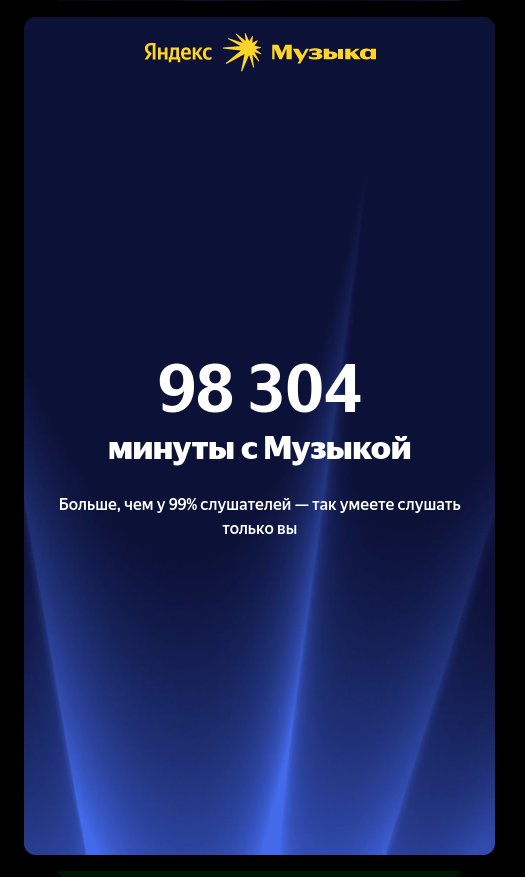 Яндекс Музыка
98 304
минуты с Музыкой
Больше, чем у 99% слушателей — так умеете слушать
только вы